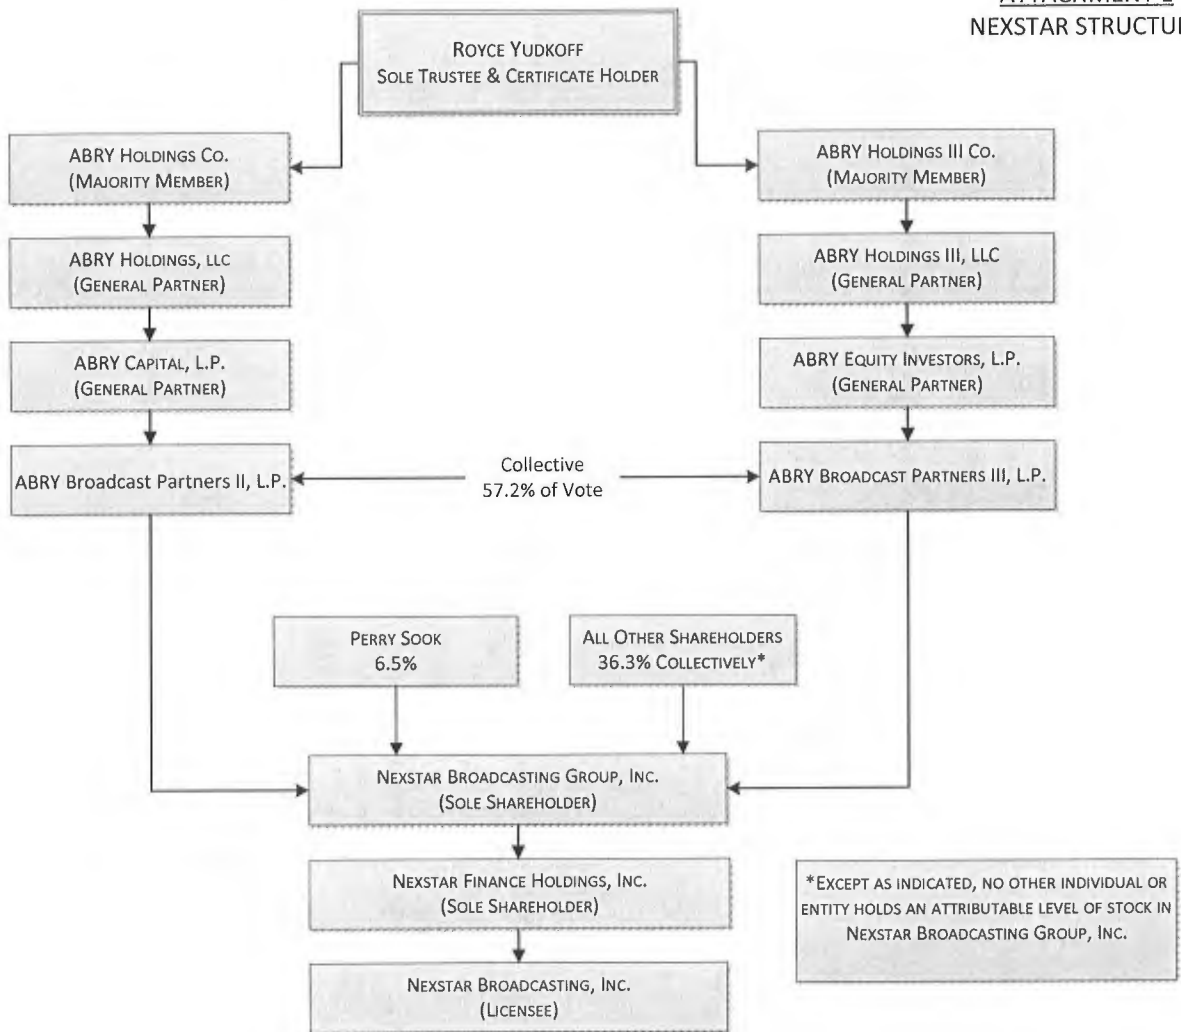 NEXSTAR
ROYCE YUDKOFF
SOLE TRUSTEE & CERTIFICATE HOLDER
ABRY HOLDINGS CO.
(MAJORITY MEMBER)
ABRY HOLDINGS III CO.
(MAJORITY MEMBER)
ABRY HOLDINGS, LLC
(GENERAL PARTNER)
ABRY HOLDINGS III, LLC
(GENERAL PARTNER)
ABRY CAPITAL, L.P.
(GENERAL PARTNER)
ABRY EQUITY INVESTORS, L.P.
(GENERAL PARTNER)
ABRY Broadcast Partners II, L.P.
Collective
57.2% of Vote
ABRY BROADCAST PARTNERS III, L.P.
PERRY SOOK
6.5%
ALL OTHER SHAREHOLDERS
36.3% COLLECTIVELY*
NEXSTAR BROADCASTING GROUP, INC.
(SOLE SHAREHOLDER)
NEXSTAR FINANCE HOLDINGS, INC.
(SOLE SHAREHOLDER)
*EXCEPT AS INDICATED, NO OTHER INDIVIDUAL OR
ENTITY HOLDS AN ATTRIBUTABLE LEVEL OF STOCK IN
NEXSTAR BROADCASTING GROUP, INC.
NEXSTAR BROADCASTING, INC.
(LICENSEE)